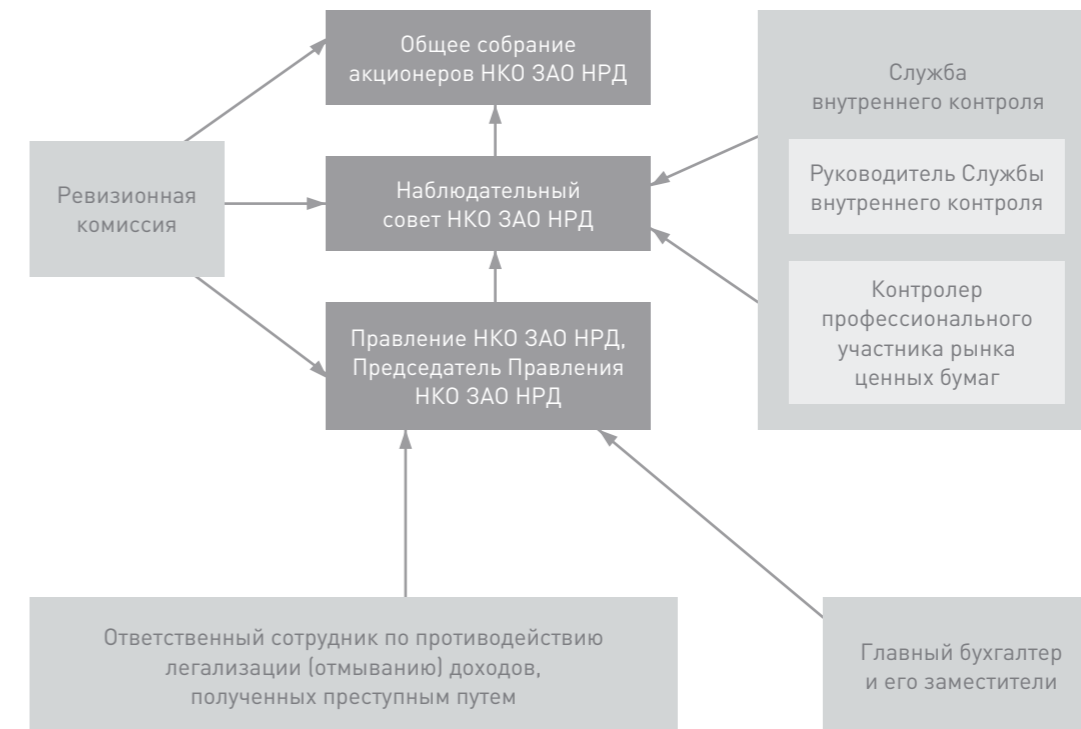 Общее собрание
акционеров НКО ЗАО НРД
Служба
внутреннего контроля
Ревизионная
комиссия
Наблюдательный
совет НКО ЗАО НРД
Руководитель Службы
внутреннего контроля
Контролер
профессионального
участника рынка
ценных бумаг
Правление НКО ЗАО НРД,
Председатель Правления
НКО ЗАО НРД
Ответственный сотрудник по противодействию
легализации (отмыванию) доходов,
полученных преступным путем
Главный бухгалтер
и его заместители